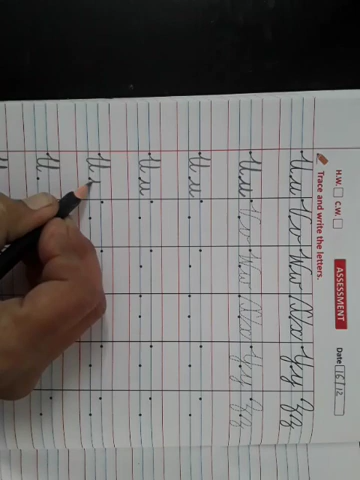 H.W. C.W. ASSESSMENT Date 16/12
Trace and write the letters.
Uu Vv Ww Xx Yy Zz
Uu Vv Ww Xx Yy Zz
Uu
Uu
Uu
U